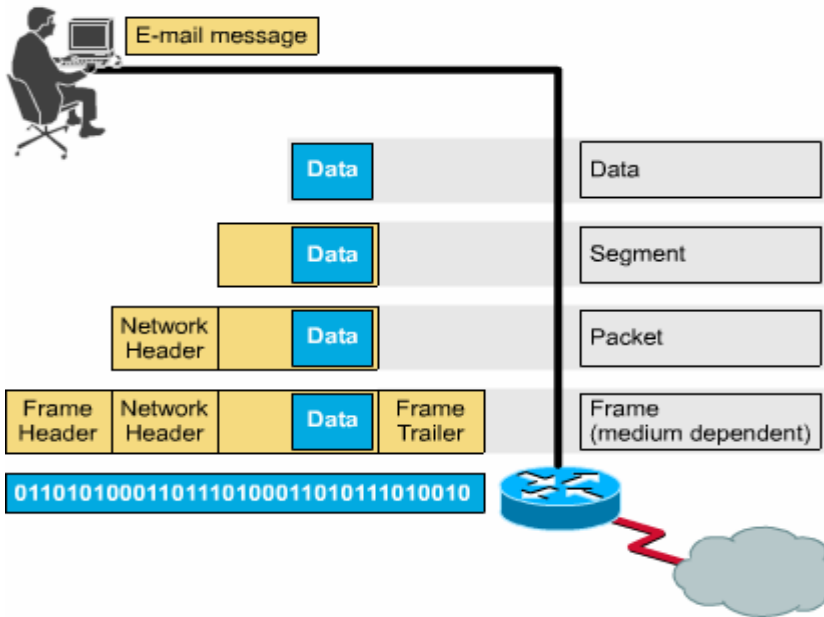 E-mail message
Data
Data
Data
Segment
Network
Header
Data
Packet
Frame
Header
Network
Header
Data
Frame
Trailer
Frame
(medium dependent)
01101010001101110100011010111010010